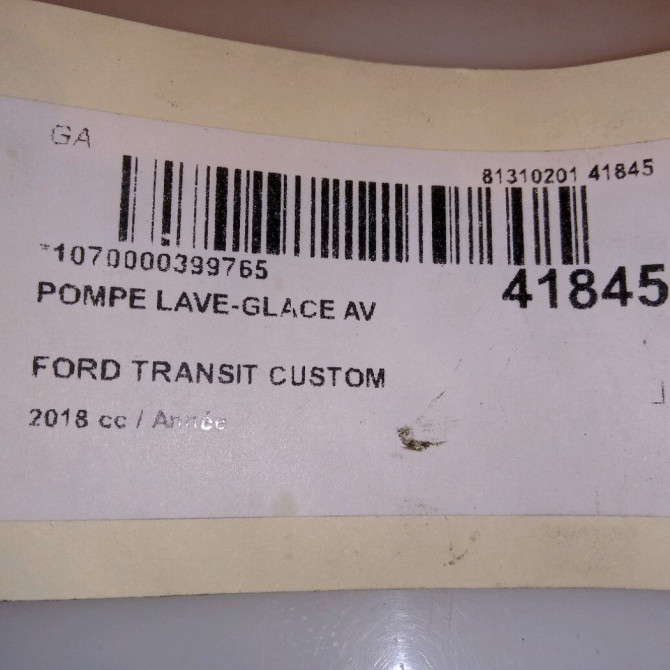 GA
81310201 41845
*1070000399765
41845
POMPE LAVE-GLACE AV
FORD TRANSIT CUSTOM
2018 cc / Année